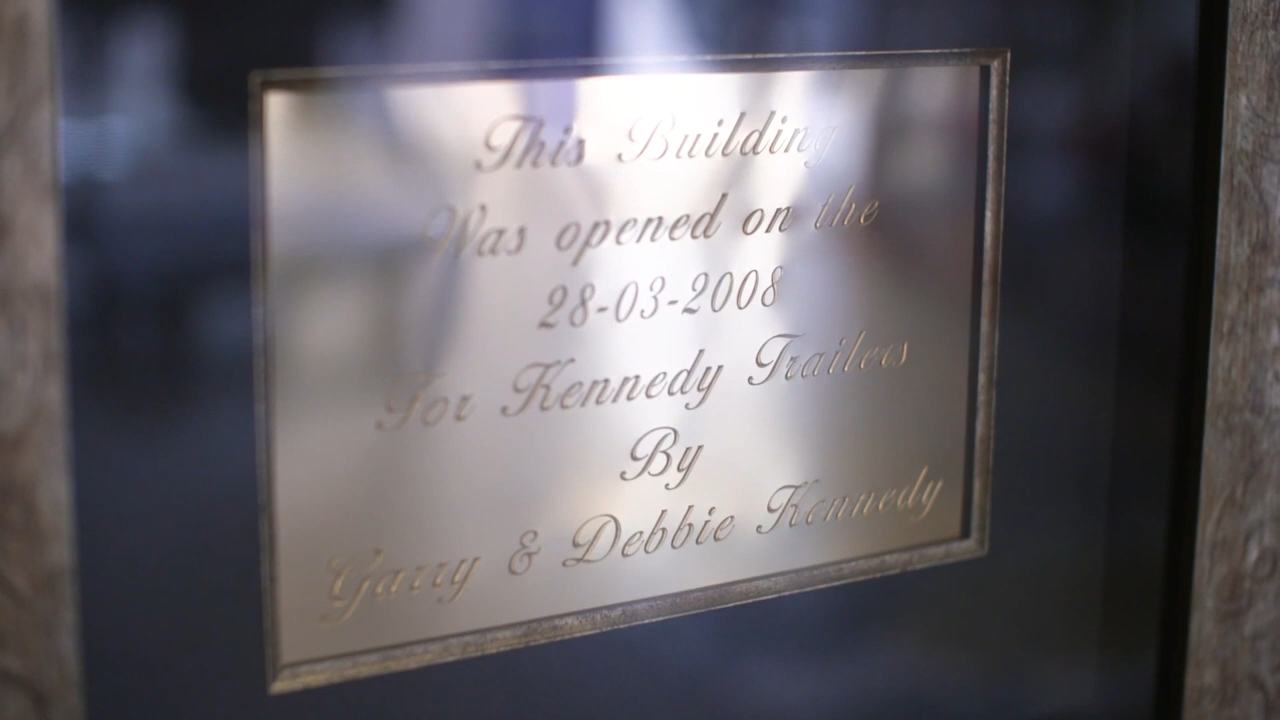 This Building
Was opened on the
28-03-2008
For Kennedy Trailers
By
Garry & Debbie Kennedy